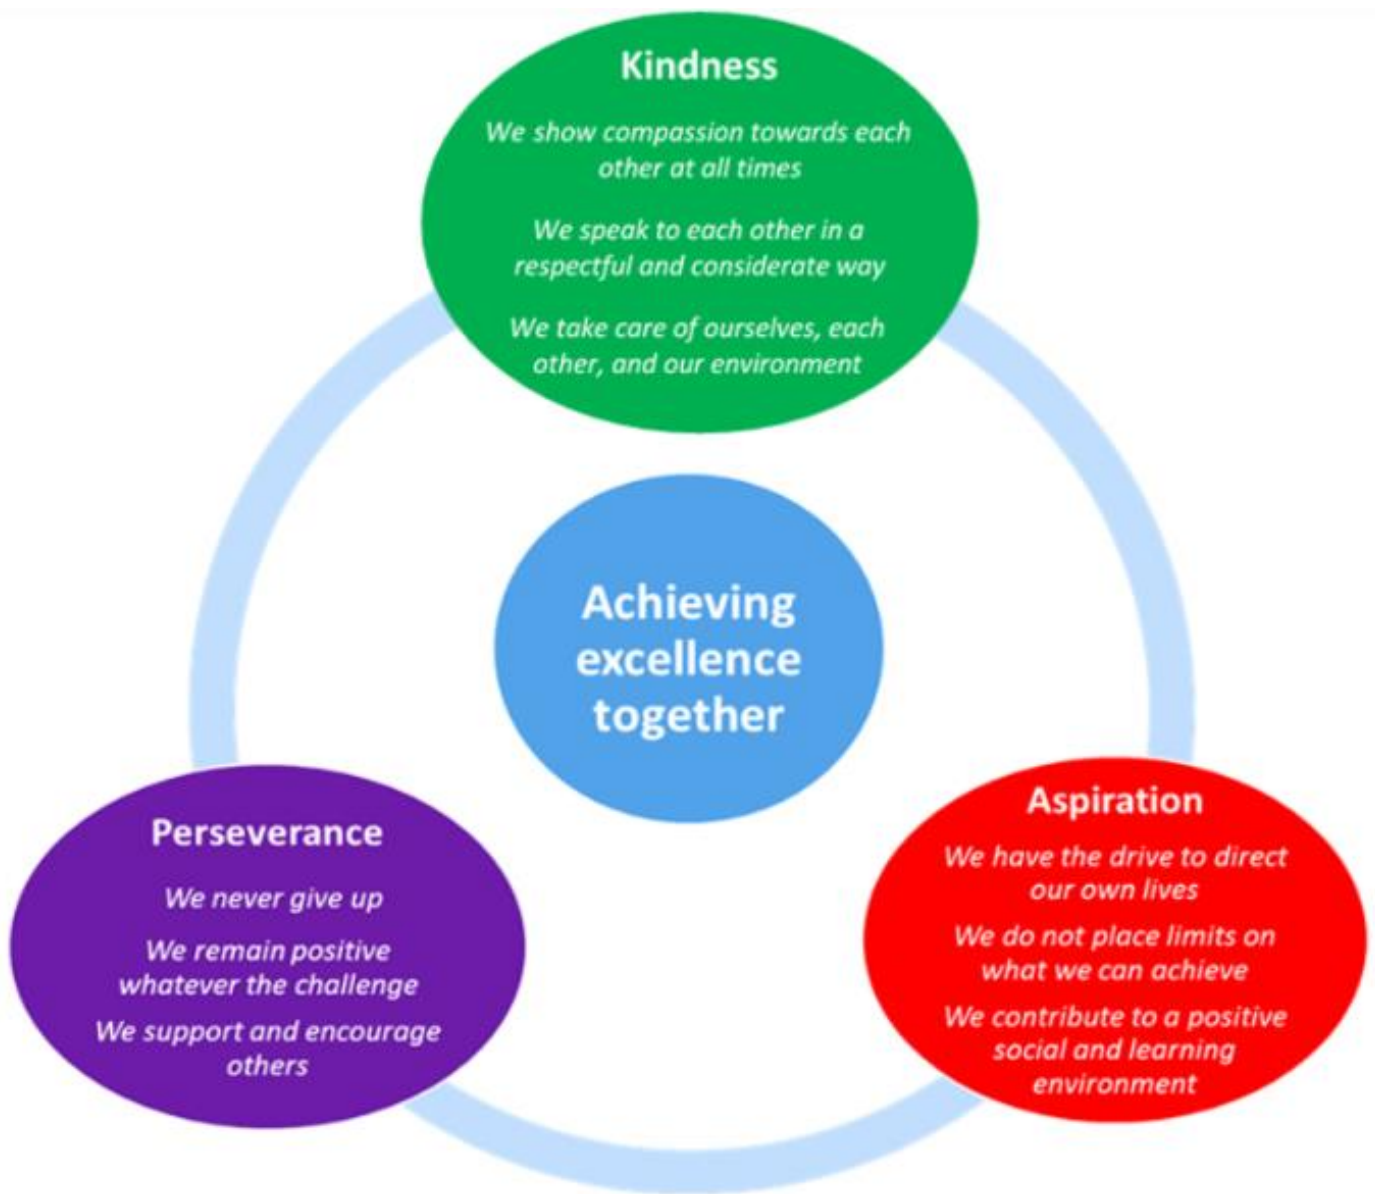 Kindness
We show compassion towards each
other at all times
We speak to each other in a
respectful and considerate way
We take care of ourselves, each
other, and our environment
Achieving
excellence
together
Perseverance
We never give up
We remain positive
whatever the challenge
We support and encourage
others
Aspiration
We have the drive to direct
our own lives
We do not place limits on
what we can achieve
We contribute to a positive
social and learning
environment